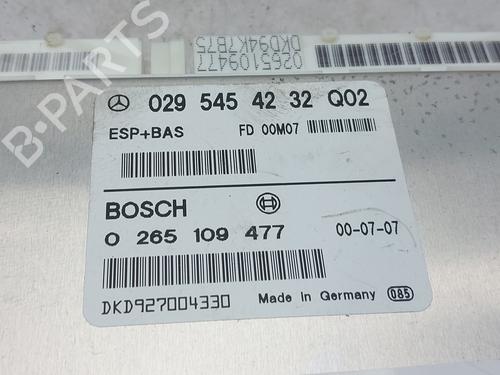 0265109477
DKD94K7B75
029 545 42 32 Q02
ESP+BAS FD 00M07
BOSCH
0 265 109 477 00-07-07
DKD927004330 Made in Germany 085
B-PARTS